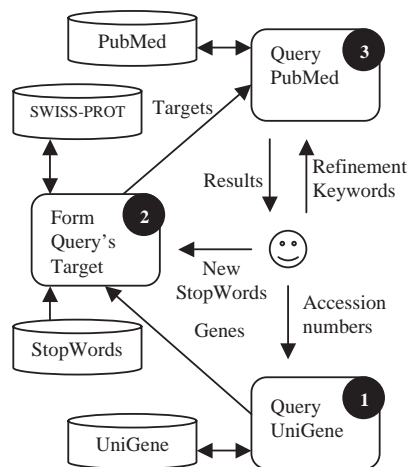 PubMed
Query
PubMed
3
SWISS-PROT
Targets
Results
Refinement
Keywords
Form
Query's
Target
2
New
StopWords
Accession
numbers
StopWords
Genes
Query
UniGene
1
UniGene